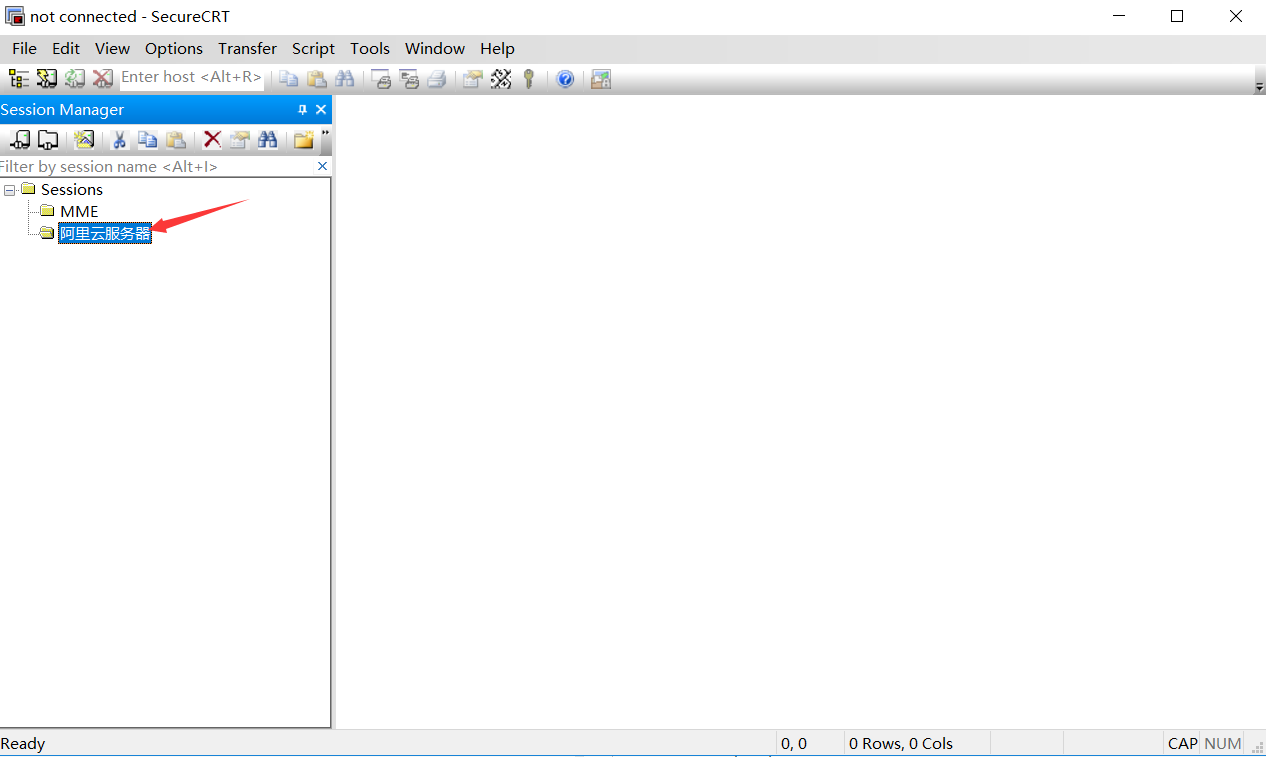 not connected - SecureCRT
File Edit View Options Transfer Script Tools Window Help
Enter host <Alt+R>
Session Manager
Filter by session name <Alt+I>
Sessions
MME
阿里云服务器
Ready 0, 0 0 Rows, 0 Cols CAP NUM